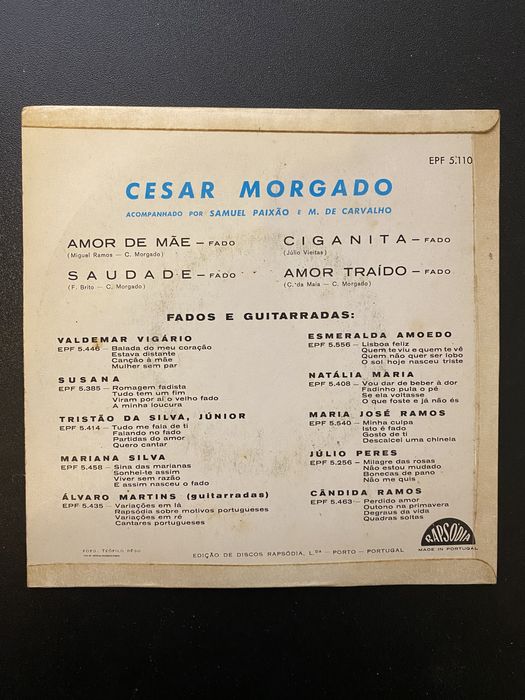 EPF 5.110
CESAR MORGADO
ACOMPANHADO POR SAMUEL PAIXÃO E M. DE CARVALHO
AMOR DE MÃE — FADO
(Miguel Ramos — C. Morgado)
SAUDADE — FADO
(F. Brito — C. Morgado)
CIGANITA — FADO
(Júlio Vieitas)
AMOR TRAÍDO — FADO
(C. da Maia — C. Morgado)
FADOS E GUITARRADAS:
VALDEMAR VIGÁRIO
EPF 5.446 — Balada do meu coração
Estava distante
Canção à mãe
Mulher sem par
SUSANA
EPF 5.385 — Romagem fadista
Tudo tem um fim
Viram por aí o velho fado
A minha loucura
TRISTÃO DA SILVA, JÚNIOR
EPF 5.414 — Tudo me fala de ti
Falando no fado
Partidas do amor
Quero cantar
MARIANA SILVA
EPF 5.458 — Sina das marianas
Sonhei-te assim
Viver sem razão
E assim nasceu o fado
ÁLVARO MARTINS (guitarradas)
EPF 5.435 — Variações em lá
Rapsódia sobre motivos portugueses
Variações em ré
Cantares portugueses
ESMERALDA AMOEDO
EPF 5.556 — Lisboa feliz
Quem te viu e quem te vê
Quem não quer ser lobo
O sol hoje nasceu triste
NATÁLIA MARIA
EPF 5.408 — Vou dar de beber à dor
Fadinho pula o pé
Se ela voltasse
O que foste e já não és
MARIA JOSÉ RAMOS
EPF 5.540 — Minha culpa
Isto é fado
Gosto de ti
Descalcei uma chinela
JÚLIO PERES
EPF 5.256 — Milagre das rosas
Não estou mudado
Bonecas de pano
Não me quis
CÂNDIDA RAMOS
EPF 5.463 — Perdido amor
Outono na primavera
Degraus da vida
Quadras soltas
RAPSÓDIA
MADE IN PORTUGAL
FOTO. TEÓFILO REGO
EDIÇÃO DE DISCOS RAPSÓDIA, L.DA — PORTO — PORTUGAL